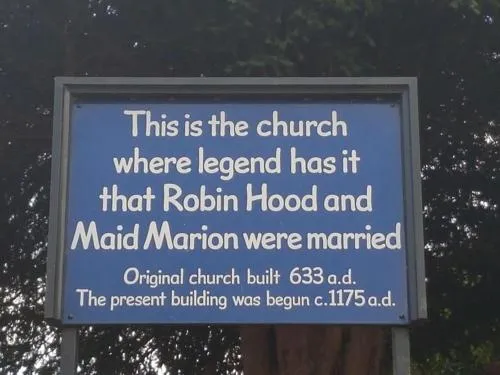 This is the church
where legend has it
that Robin Hood and
Maid Marion were married
Original church built 633 a.d.
The present building was begun c.1175 a.d.